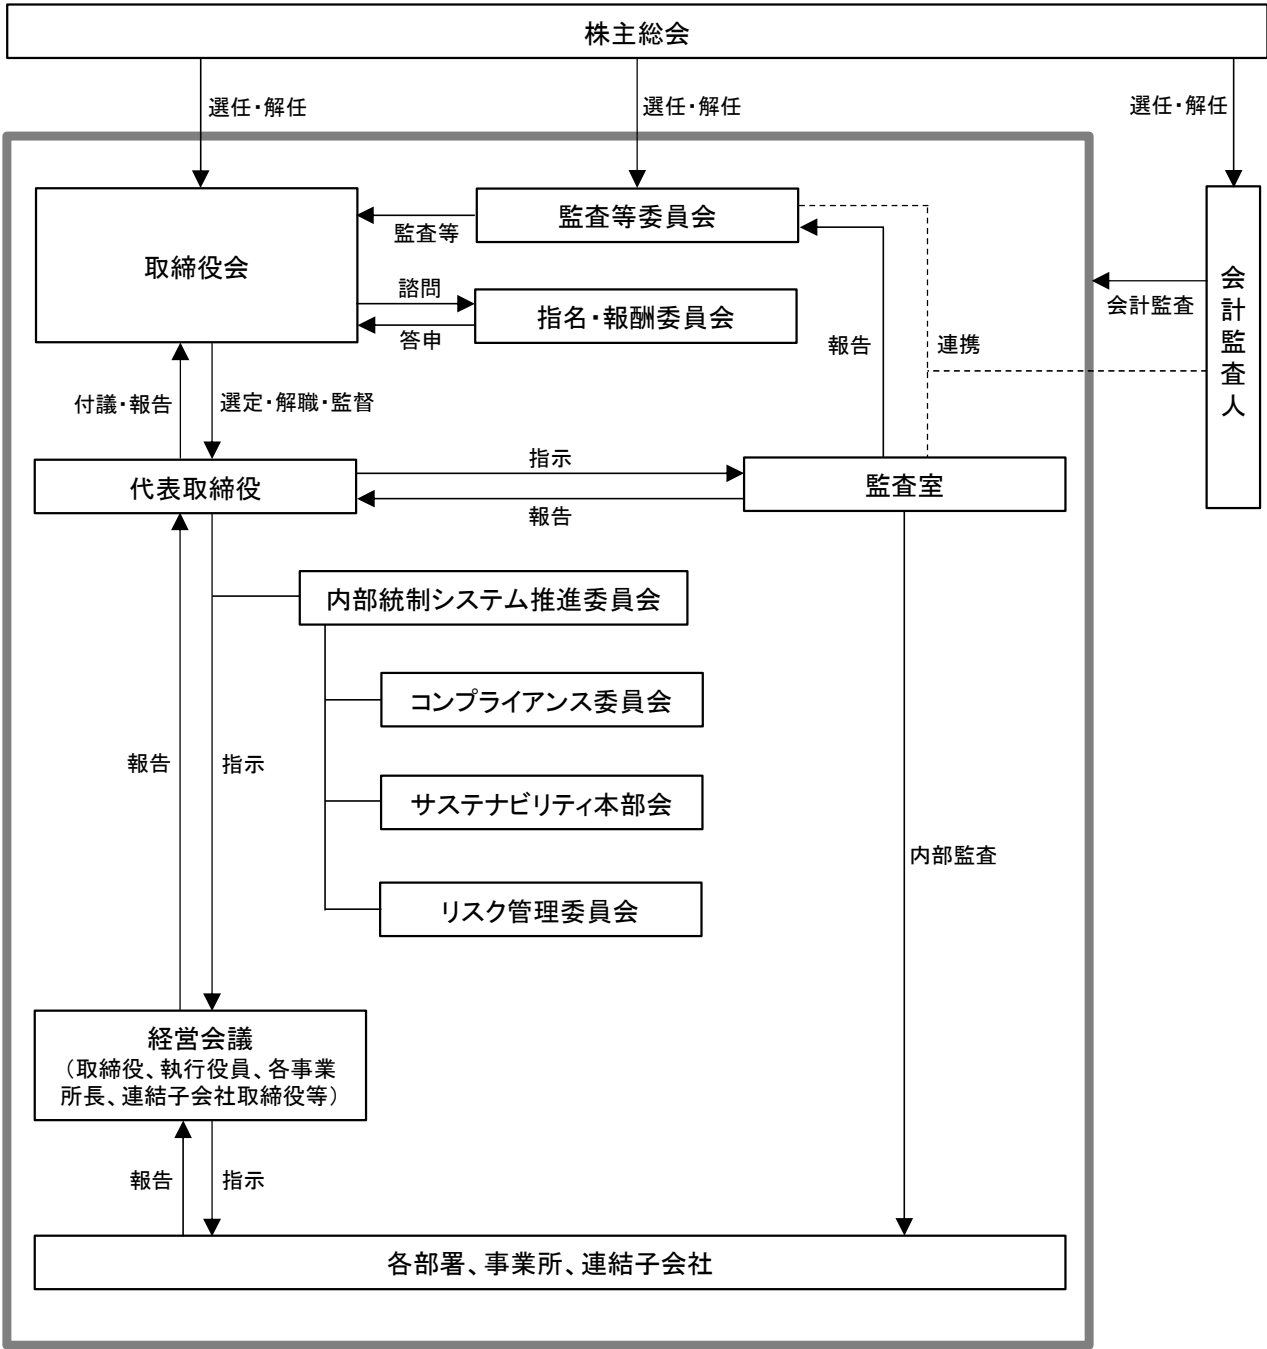 株主総会
選任・解任
選任・解任
選任・解任
監査等委員会
監査等
取締役会
諮問
指名・報酬委員会
答申
報告
連携
会計監査
会計監査人
付議・報告
選定・解職・監督
代表取締役
指示
報告
監査室
内部統制システム推進委員会
コンプライアンス委員会
サステナビリティ本部会
リスク管理委員会
報告
指示
内部監査
経営会議
（取締役、執行役員、各事業
所長、連結子会社取締役等）
報告
指示
各部署、事業所、連結子会社